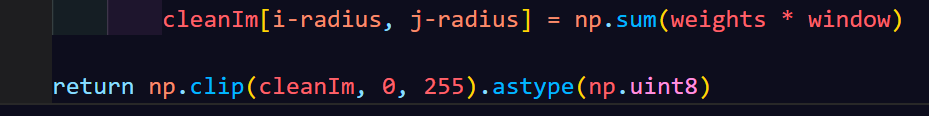 cleanIm[i-radius, j-radius] = np.sum(weights * window)
return np.clip(cleanIm, 0, 255).astype(np.uint8)